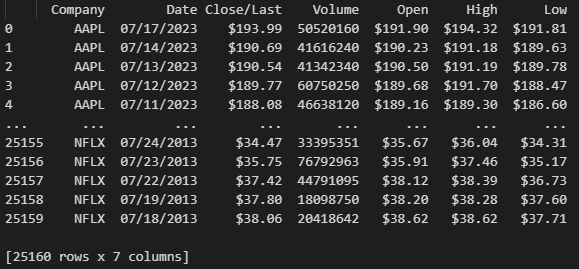 Company Date Close/Last Volume Open High Low
0 AAPL 07/17/2023 $193.99 50520160 $191.90 $194.32 $191.81
1 AAPL 07/14/2023 $190.69 41616240 $190.23 $191.18 $189.63
2 AAPL 07/13/2023 $190.54 41342340 $190.50 $191.19 $189.78
3 AAPL 07/12/2023 $189.77 60750250 $189.68 $191.70 $188.47
4 AAPL 07/11/2023 $188.08 46638120 $189.16 $189.30 $186.60
... ... ... ... ... ... ... ...
25155 NFLX 07/24/2013 $34.47 33395351 $35.67 $36.04 $34.31
25156 NFLX 07/23/2013 $35.75 76792963 $35.91 $37.46 $35.17
25157 NFLX 07/22/2013 $37.42 44791095 $38.12 $38.39 $36.73
25158 NFLX 07/19/2013 $37.80 18098750 $38.20 $38.28 $37.60
25159 NFLX 07/18/2013 $38.06 20418642 $38.62 $38.62 $37.71
[25160 rows x 7 columns]